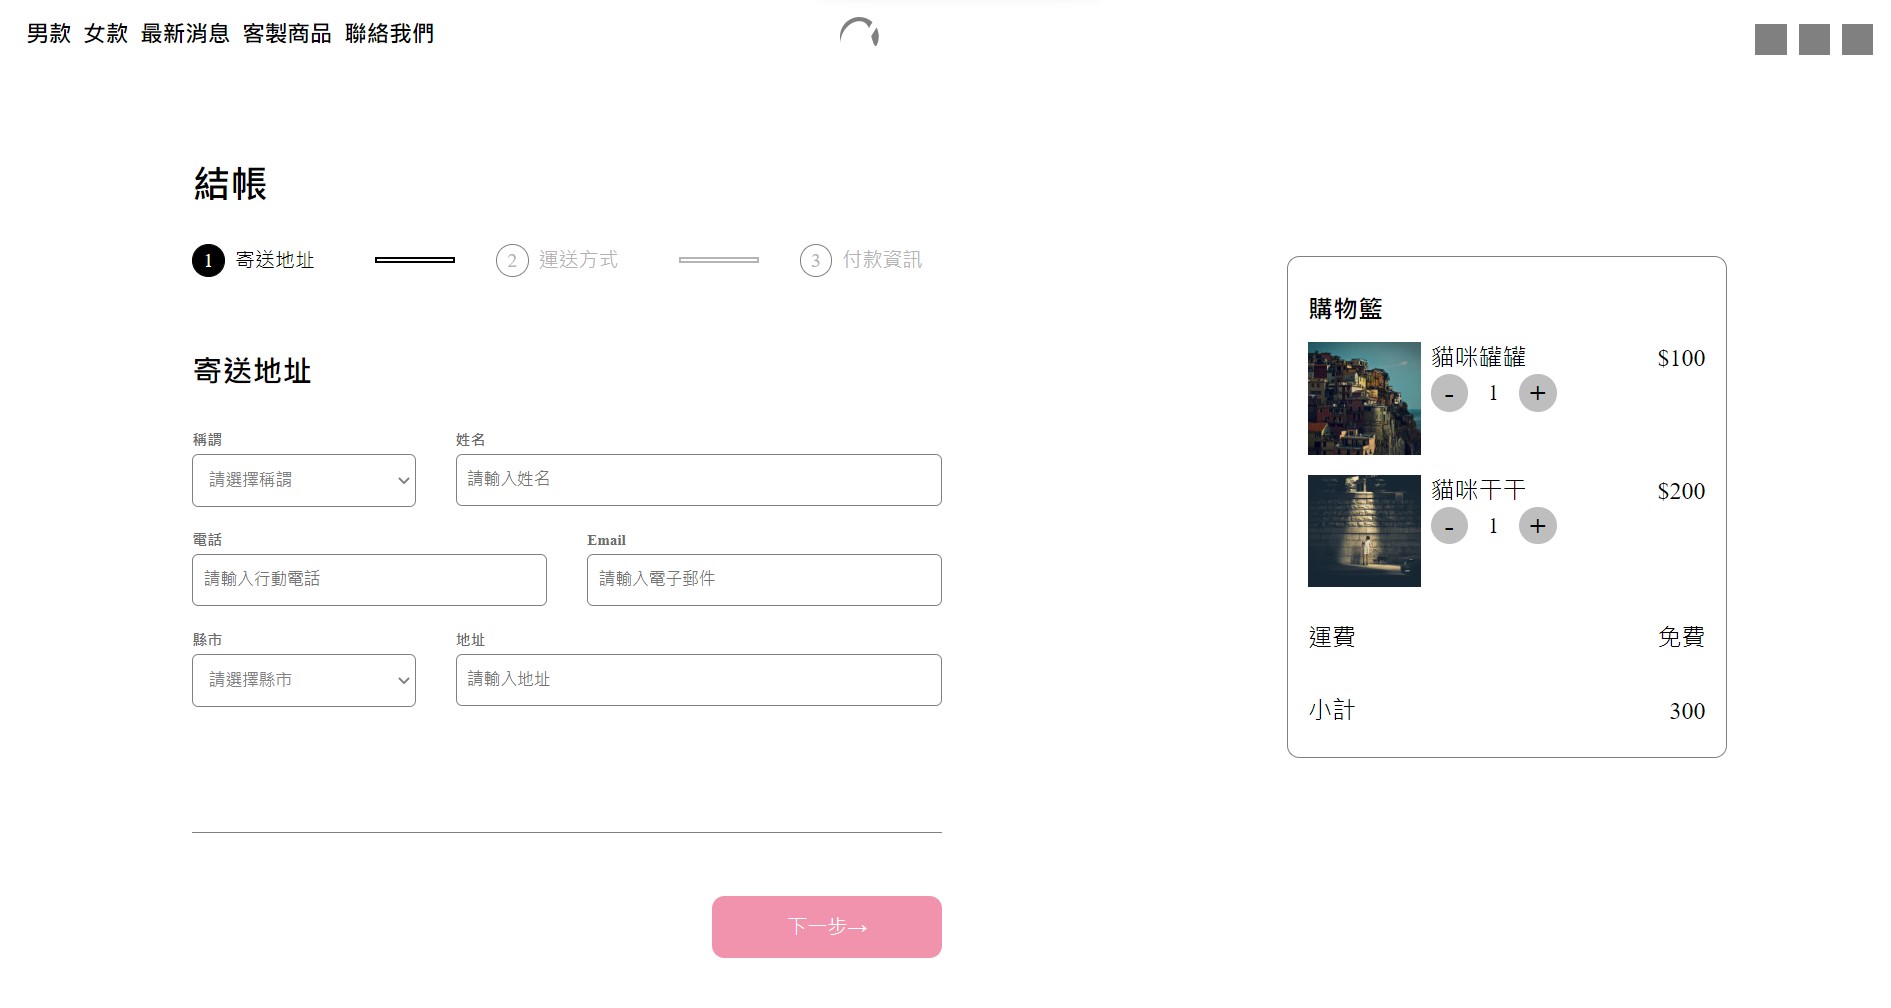 男款 女款 最新消息 客製商品 聯絡我們
結帳
1 寄送地址 2 運送方式 3 付款資訊
寄送地址
稱謂 姓名
請選擇稱謂 請輸入姓名
電話 Email
請輸入行動電話 請輸入電子郵件
縣市 地址
請選擇縣市 請輸入地址
下一步→
購物籃
貓咪罐罐 $100
- 1 +
貓咪干干 $200
- 1 +
運費 免費
小計 300